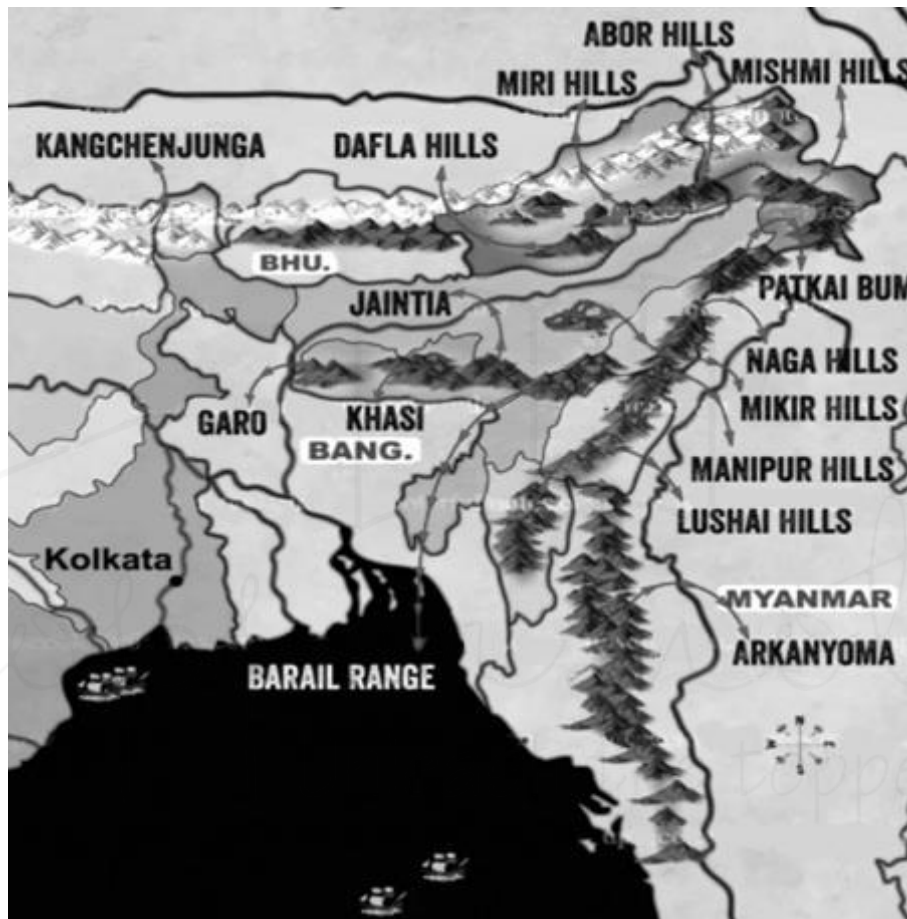 ABOR HILLS
MIRI HILLS
MISHMI HILLS
KANGCHENJUNGA
DAFLA HILLS
BHU.
JAINTIA
PATKAI BUM
NAGA HILLS
GARO
KHASI
MIKIR HILLS
BANG.
MANIPUR HILLS
LUSHAI HILLS
Kolkata
MYANMAR
ARKANYOMA
BARAIL RANGE
N
S